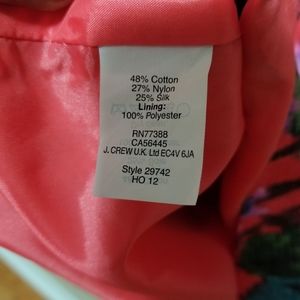 48% Cotton
27% Nylon
25% Silk
Lining:
100% Polyester
RN77388
CA56445
J. CREW U.K. Ltd EC4V 6JA
Style 29742
HO 12